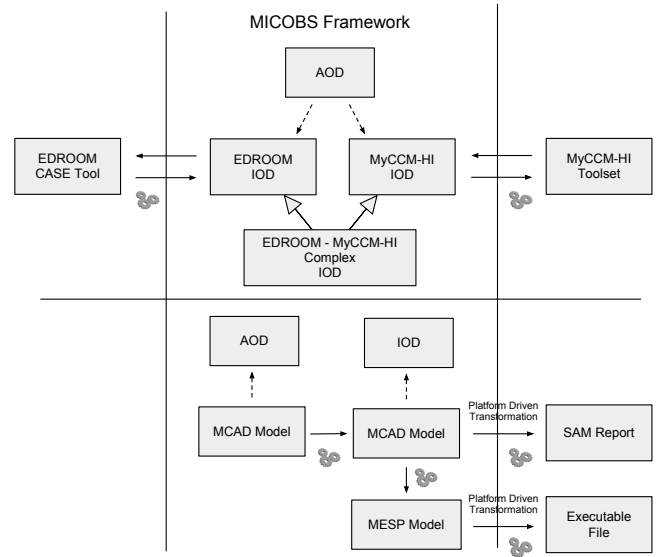 MICOBS Framework
AOD
EDROOM
CASE Tool
EDROOM
IOD
MyCCM-HI
IOD
MyCCM-HI
Toolset
EDROOM - MyCCM-HI
Complex
IOD
AOD
IOD
MCAD Model
MCAD Model
Platform Driven
Transformation
SAM Report
MESP Model
Platform Driven
Transformation
Executable
File